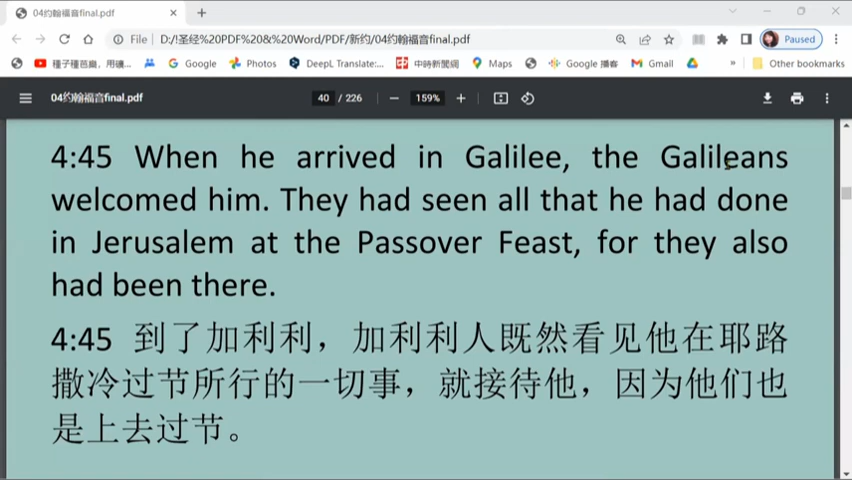 04约翰福音final.pdf
File
D:/!圣经%20PDF%20&%20Word/PDF/新约/04约翰福音final.pdf
Paused
Google
Photos
DeepL Translate:...
中時新聞網
Maps
Google 播客
Gmail
»
Other bookmarks
04约翰福音final.pdf
40 / 226
159%
4:45 When he arrived in Galilee, the Galileans
welcomed him. They had seen all that he had done
in Jerusalem at the Passover Feast, for they also
had been there.
4:45 到了加利利，加利利人既然看见他在耶路
撒冷过节所行的一切事，就接待他，因为他们也
是上去过节。